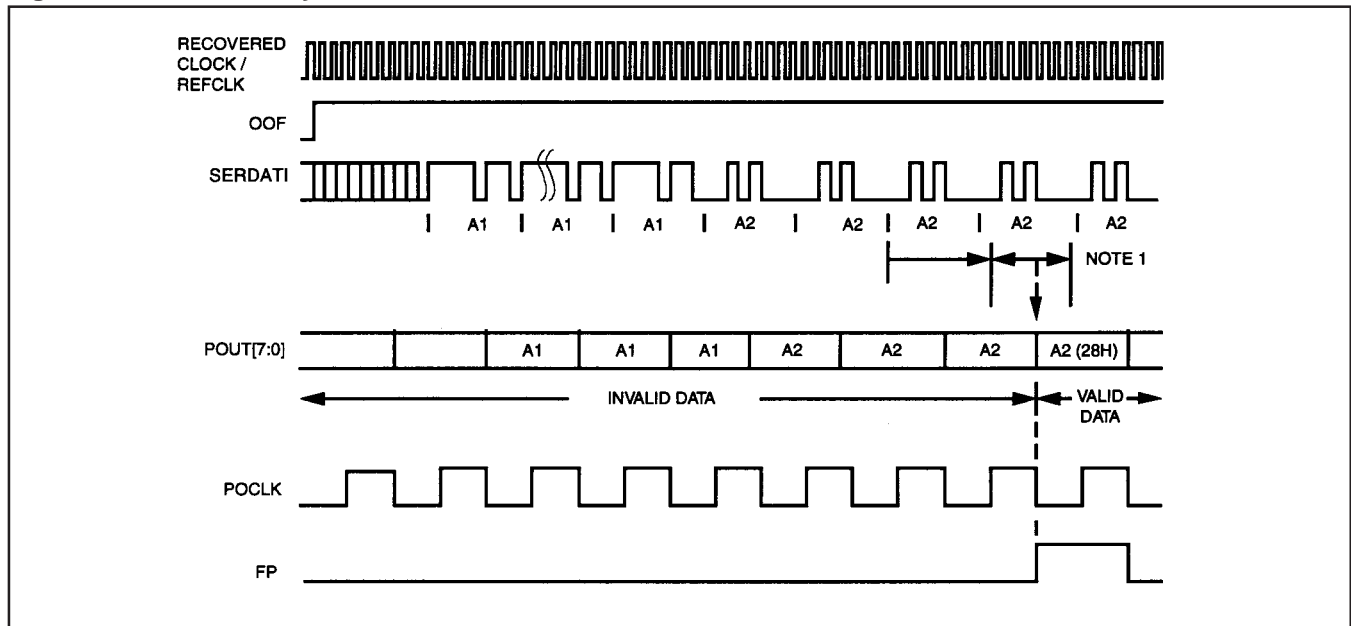 RECOVERED
CLOCK /
REFCLK
OOF
SERDATI
A1 A1 A1 A2 A2 A2 A2 A2
NOTE 1
POUT[7:0]
A1 A1 A1 A2 A2 A2 A2 (28H)
INVALID DATA
VALID
DATA
POCLK
FP